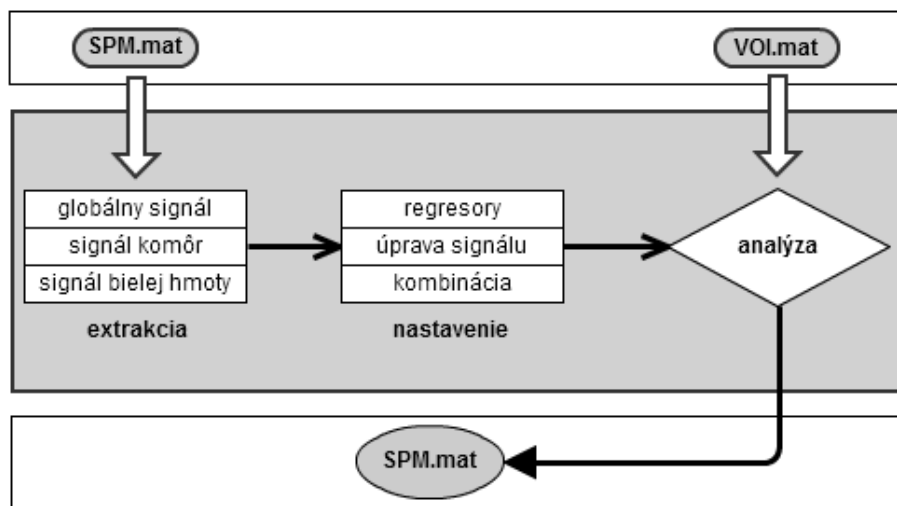 SPM.mat
VOI.mat
globálny signál
signál komôr
signál bielej hmoty
extrakcia
regresory
úprava signálu
kombinácia
nastavenie
analýza
SPM.mat